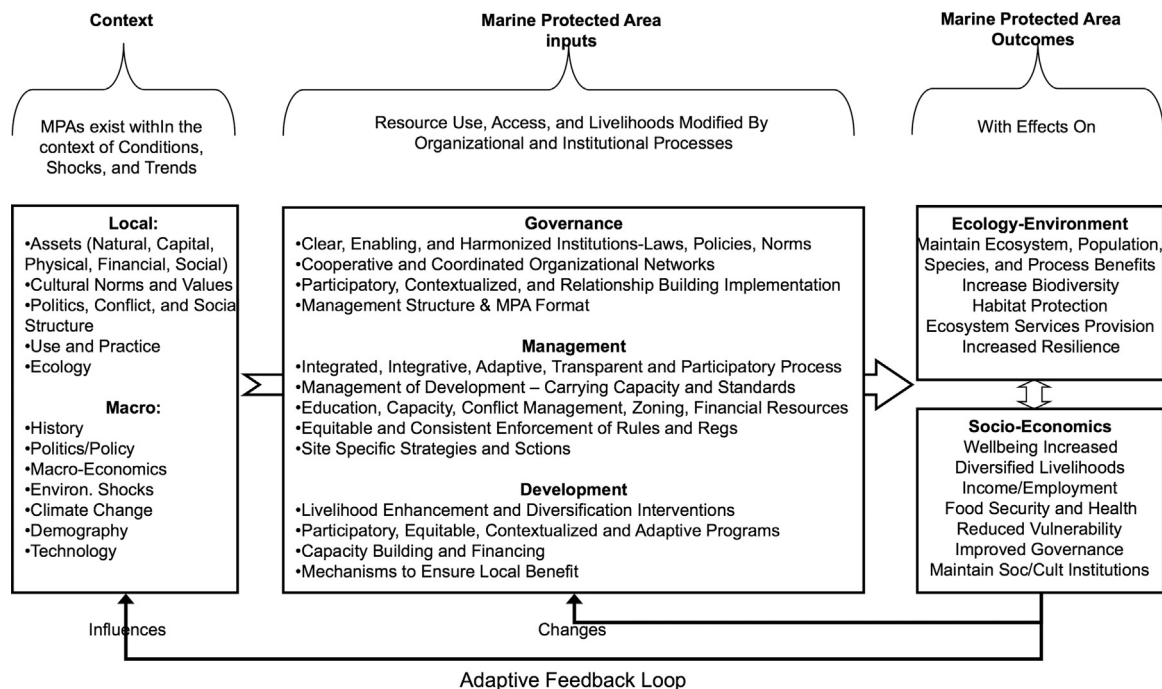 Context
MPAs exist withIn the
context of Conditions,
Shocks, and Trends
Local:
•Assets (Natural, Capital,
Physical, Financial, Social)
•Cultural Norms and Values
•Politics, Conflict, and Social
Structure
•Use and Practice
•Ecology
Macro:
•History
•Politics/Policy
•Macro-Economics
•Environ. Shocks
•Climate Change
•Demography
•Technology
Marine Protected Area
inputs
Resource Use, Access, and Livelihoods Modified By
Organizational and Institutional Processes
Governance
•Clear, Enabling, and Harmonized Institutions-Laws, Policies, Norms
•Cooperative and Coordinated Organizational Networks
•Participatory, Contextualized, and Relationship Building Implementation
•Management Structure & MPA Format
Management
•Integrated, Integrative, Adaptive, Transparent and Participatory Process
•Management of Development – Carrying Capacity and Standards
•Education, Capacity, Conflict Management, Zoning, Financial Resources
•Equitable and Consistent Enforcement of Rules and Regs
•Site Specific Strategies and Sctions
Development
•Livelihood Enhancement and Diversification Interventions
•Participatory, Equitable, Contextualized and Adaptive Programs
•Capacity Building and Financing
•Mechanisms to Ensure Local Benefit
Marine Protected Area
Outcomes
With Effects On
Ecology-Environment
Maintain Ecosystem, Population,
Species, and Process Benefits
Increase Biodiversity
Habitat Protection
Ecosystem Services Provision
Increased Resilience
Socio-Economics
Wellbeing Increased
Diversified Livelihoods
Income/Employment
Food Security and Health
Reduced Vulnerability
Improved Governance
Maintain Soc/Cult Institutions
Influences
Changes
Adaptive Feedback Loop